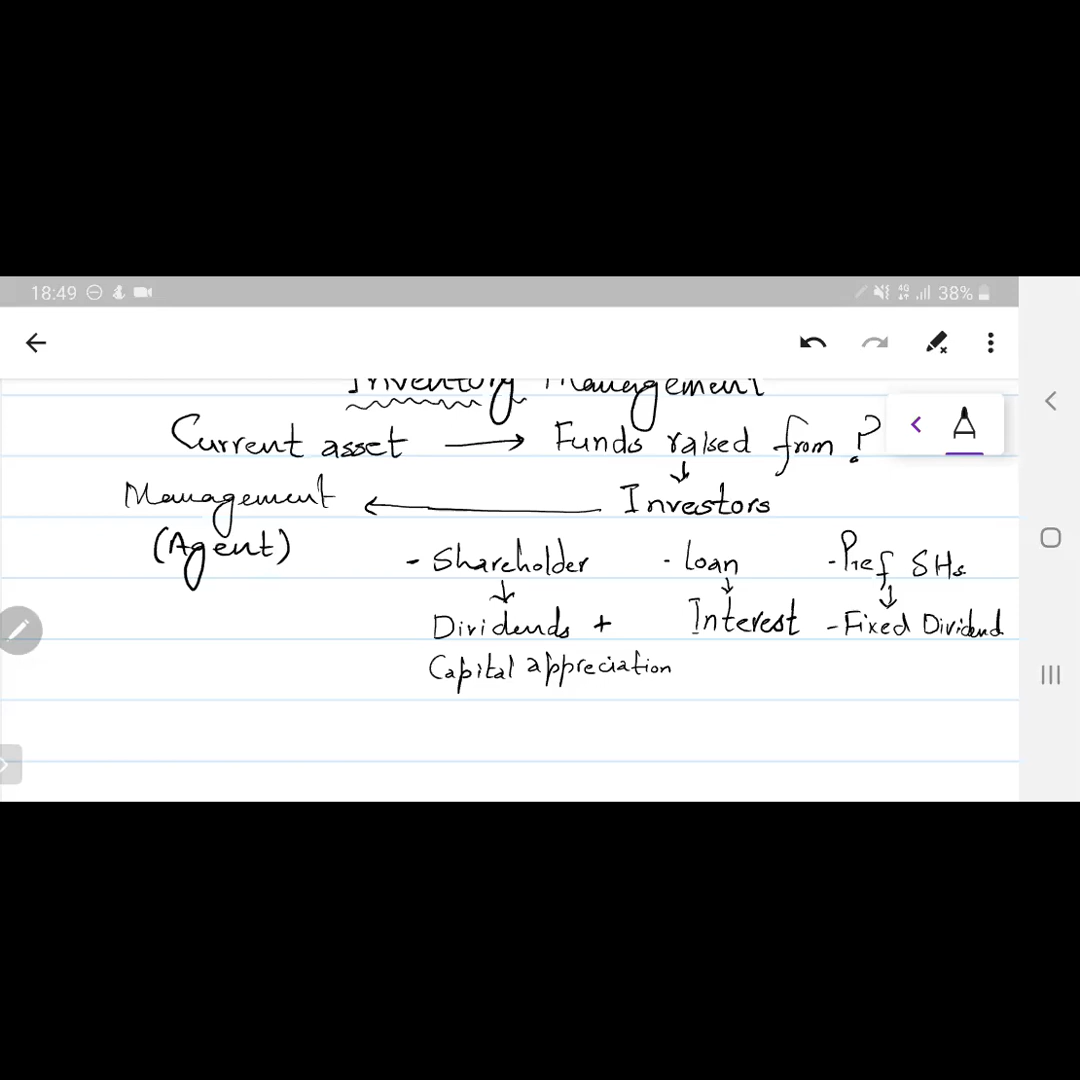 18:49
4G
38%
Inventory Management
Current asset → Funds raised from ?
↓
Management ← Investors
(Agent)
- Shareholder - Loan - Pref SHs
↓ ↓ ↓
Dividends + Interest - Fixed Dividend
Capital appreciation